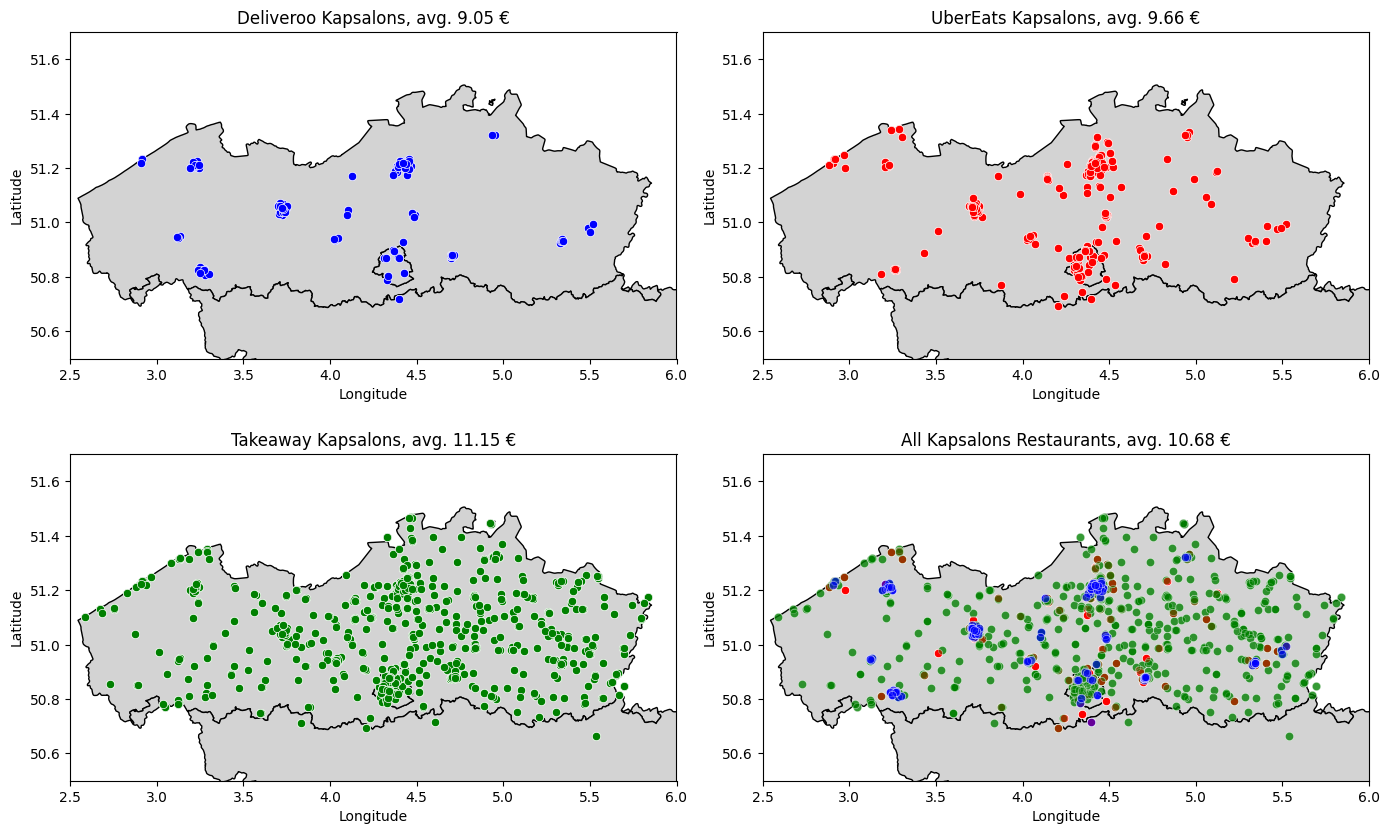 Deliveroo Kapsalons, avg. 9.05 €
51.6
51.4
51.2
51.0
50.8
50.6
Latitude
2.5 3.0 3.5 4.0 4.5 5.0 5.5 6.0
Longitude
UberEats Kapsalons, avg. 9.66 €
51.6
51.4
51.2
51.0
50.8
50.6
Latitude
2.5 3.0 3.5 4.0 4.5 5.0 5.5 6.0
Longitude
Takeaway Kapsalons, avg. 11.15 €
51.6
51.4
51.2
51.0
50.8
50.6
Latitude
2.5 3.0 3.5 4.0 4.5 5.0 5.5 6.0
Longitude
All Kapsalons Restaurants, avg. 10.68 €
51.6
51.4
51.2
51.0
50.8
50.6
Latitude
2.5 3.0 3.5 4.0 4.5 5.0 5.5 6.0
Longitude